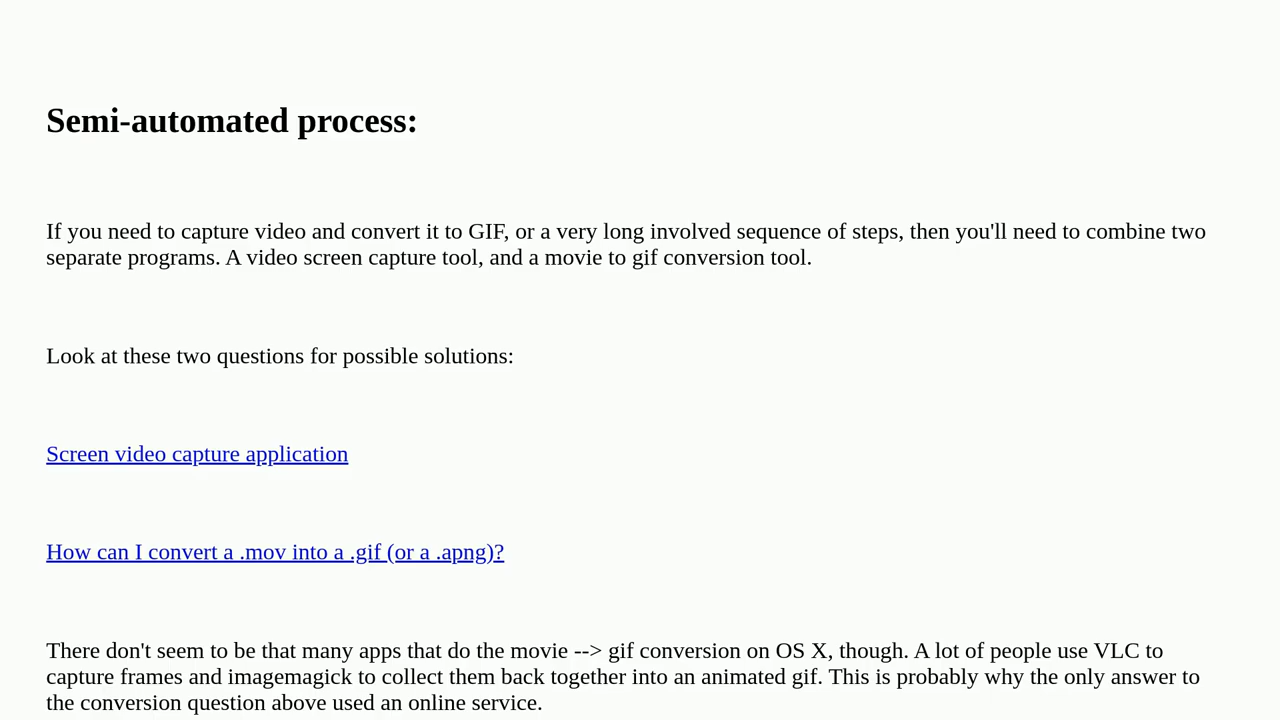 Semi-automated process:
If you need to capture video and convert it to GIF, or a very long involved sequence of steps, then you'll need to combine two
separate programs. A video screen capture tool, and a movie to gif conversion tool.
Look at these two questions for possible solutions:
Screen video capture application
How can I convert a .mov into a .gif (or a .apng)?
There don't seem to be that many apps that do the movie --> gif conversion on OS X, though. A lot of people use VLC to
capture frames and imagemagick to collect them back together into an animated gif. This is probably why the only answer to
the conversion question above used an online service.